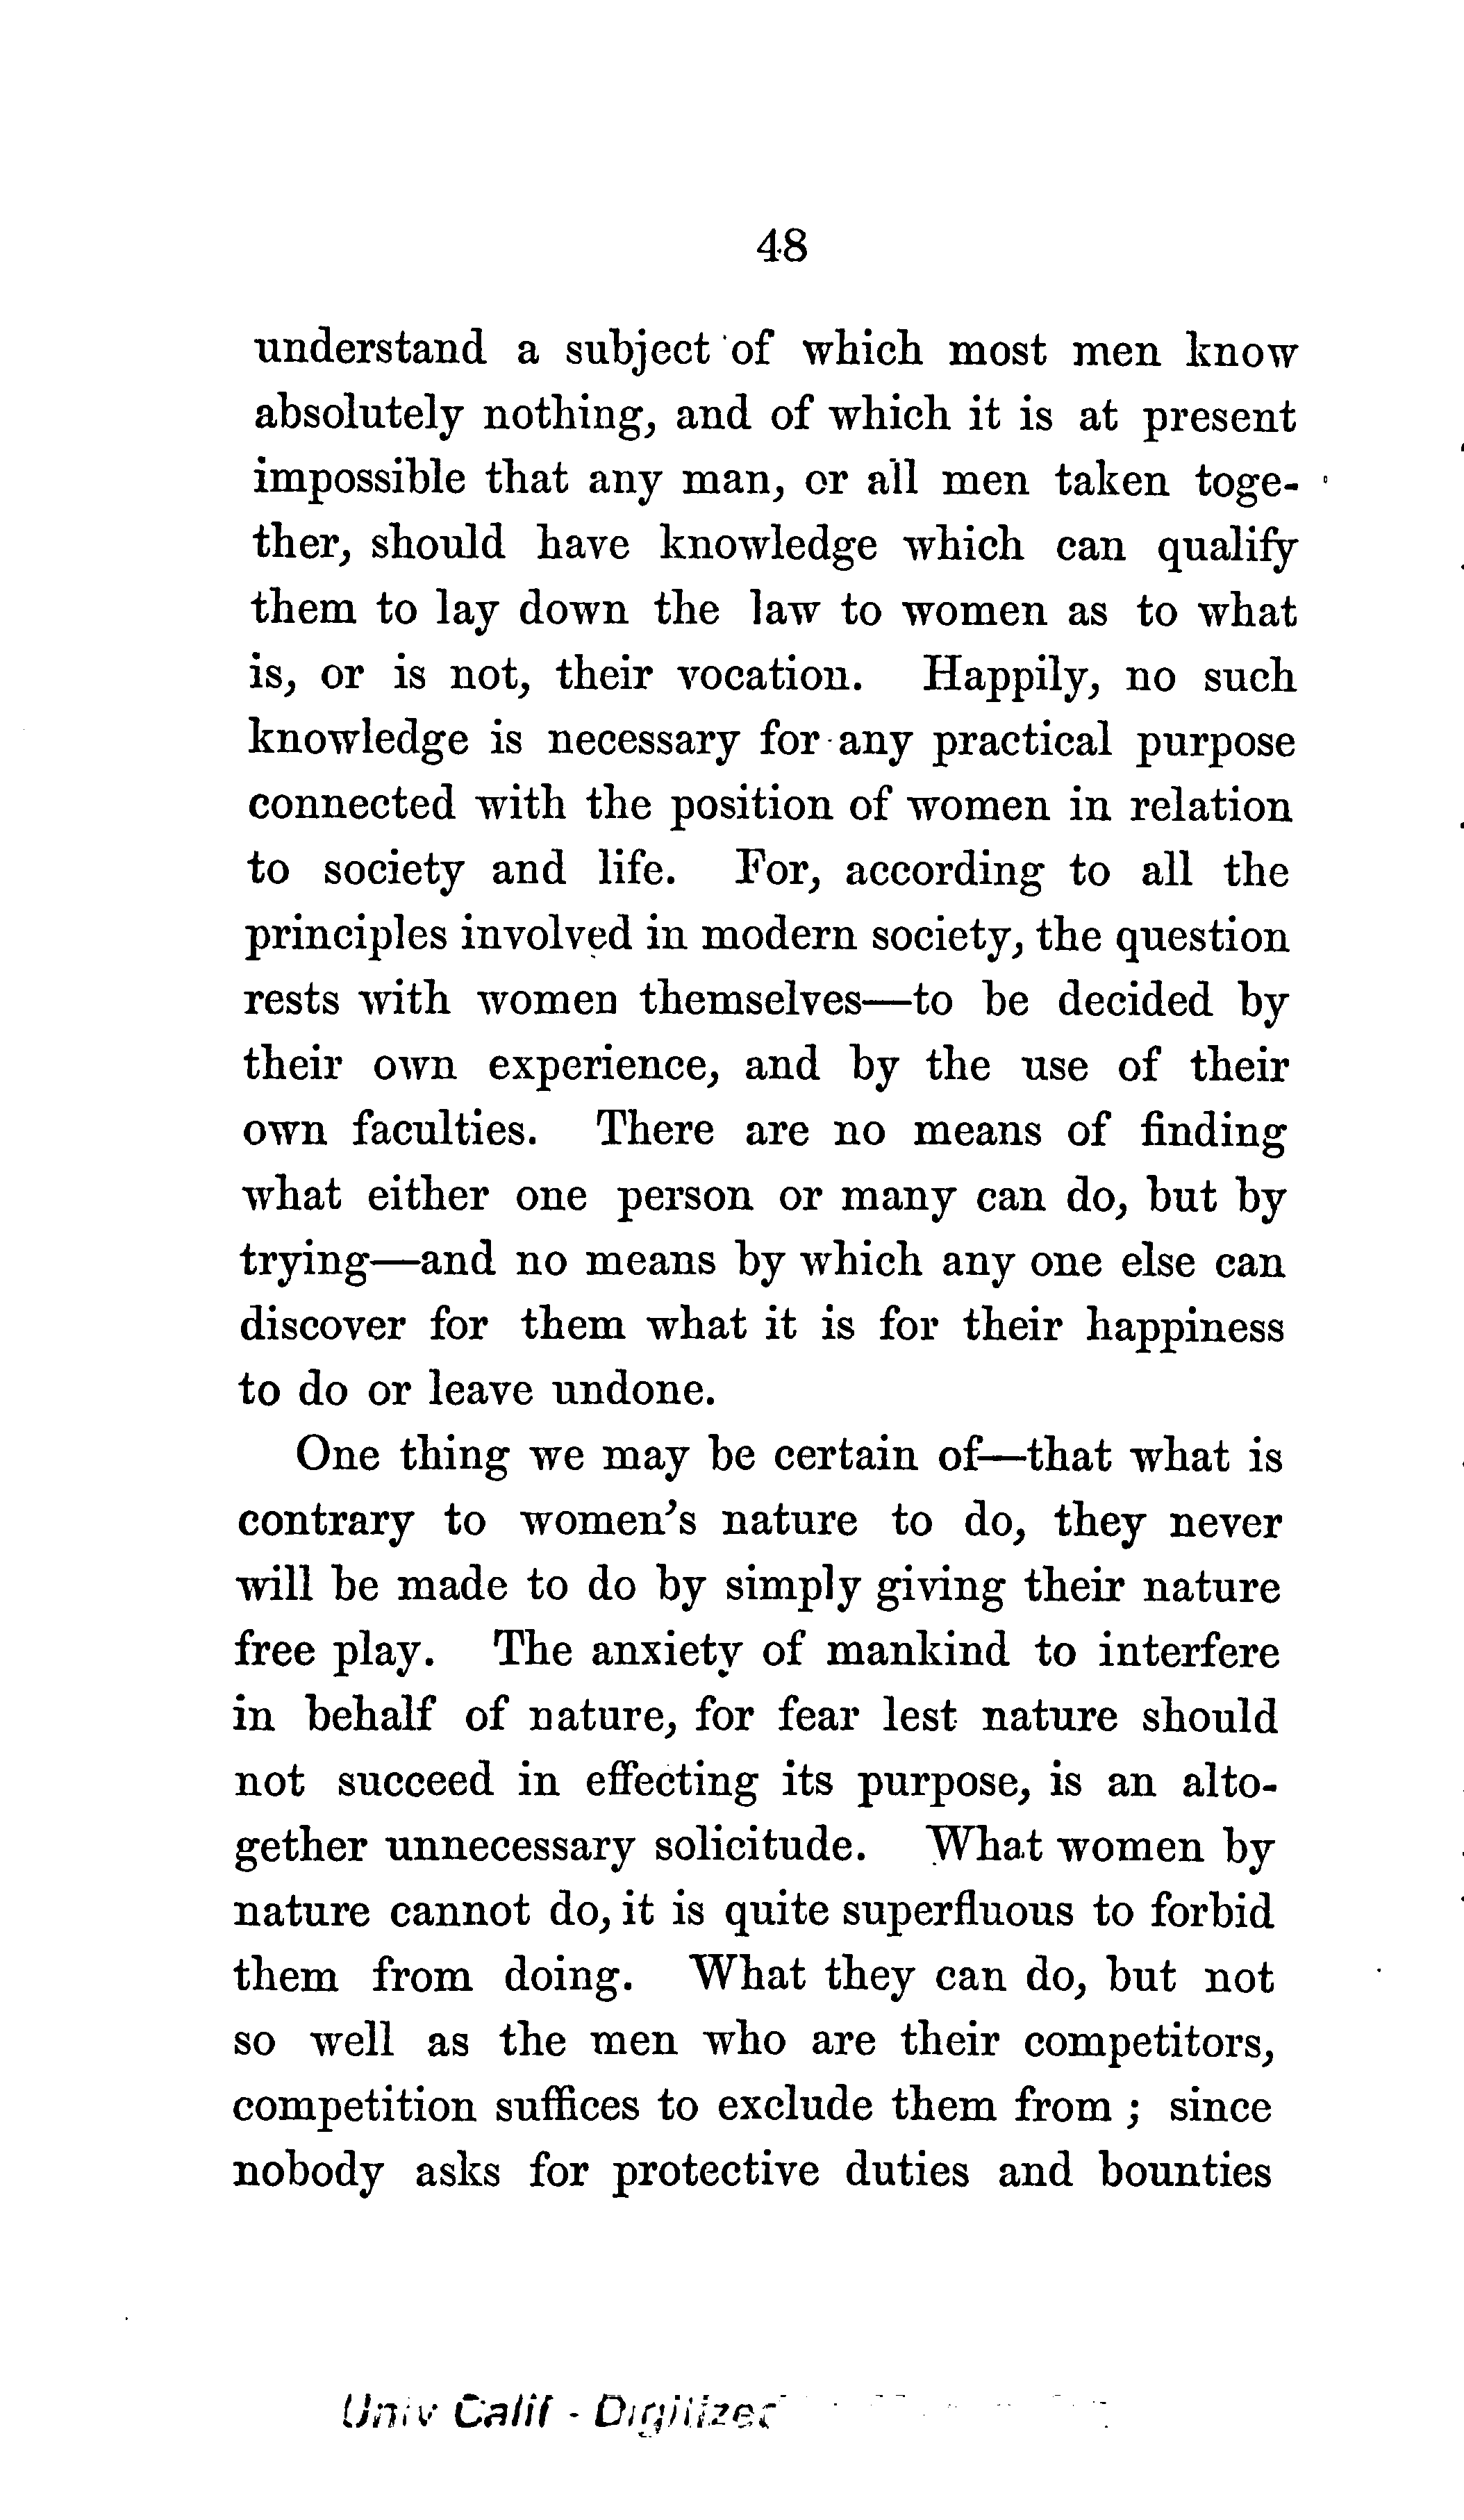 48
understand a subject of which most men know
absolutely nothing, and of which it is at present
impossible that any man, or all men taken toge-
ther, should have knowledge which can qualify
them to lay down the law to women as to what
is, or is not, their vocation. Happily, no such
knowledge is necessary for any practical purpose
connected with the position of women in relation
to society and life. For, according to all the
principles involved in modern society, the question
rests with women themselves—to be decided by
their own experience, and by the use of their
own faculties. There are no means of finding
what either one person or many can do, but by
trying—and no means by which any one else can
discover for them what it is for their happiness
to do or leave undone.
One thing we may be certain of—that what is
contrary to women's nature to do, they never
will be made to do by simply giving their nature
free play. The anxiety of mankind to interfere
in behalf of nature, for fear lest nature should
not succeed in effecting its purpose, is an alto-
gether unnecessary solicitude. What women by
nature cannot do, it is quite superfluous to forbid
them from doing. What they can do, but not
so well as the men who are their competitors,
competition suffices to exclude them from ; since
nobody asks for protective duties and bounties
Univ Calif - Digitized